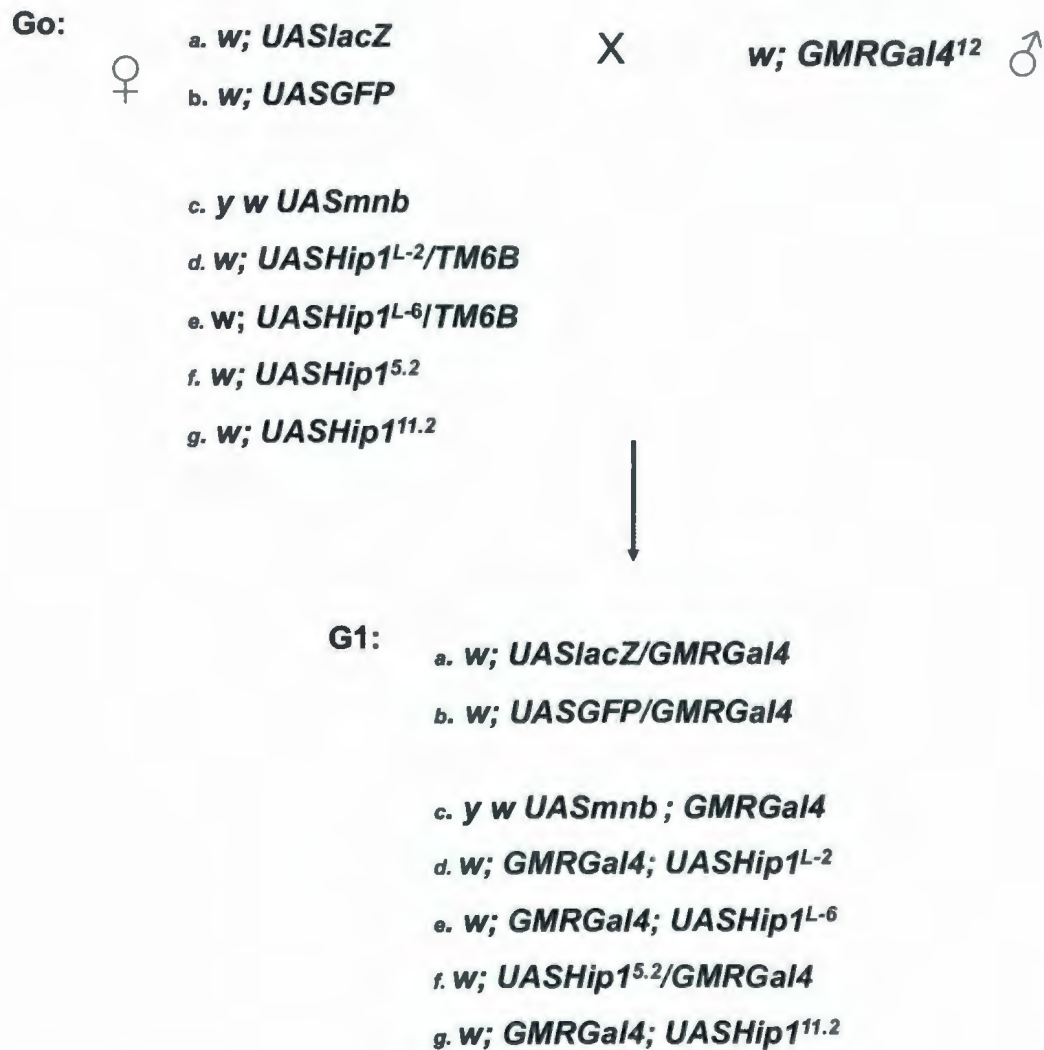 Go:
♀
a. w; UASlacZ
b. w; UASGFP
X
w; GMRGal4¹² ♂
c. y w UASmnb
d. w; UASHip1ᴸ⁻²/TM6B
e. w; UASHip1ᴸ⁻⁶/TM6B
f. w; UASHip1⁵·²
g. w; UASHip1¹¹·²
G1:
a. w; UASlacZ/GMRGal4
b. w; UASGFP/GMRGal4
c. y w UASmnb ; GMRGal4
d. w; GMRGal4; UASHip1ᴸ⁻²
e. w; GMRGal4; UASHip1ᴸ⁻⁶
f. w; UASHip1⁵·²/GMRGal4
g. w; GMRGal4; UASHip1¹¹·²